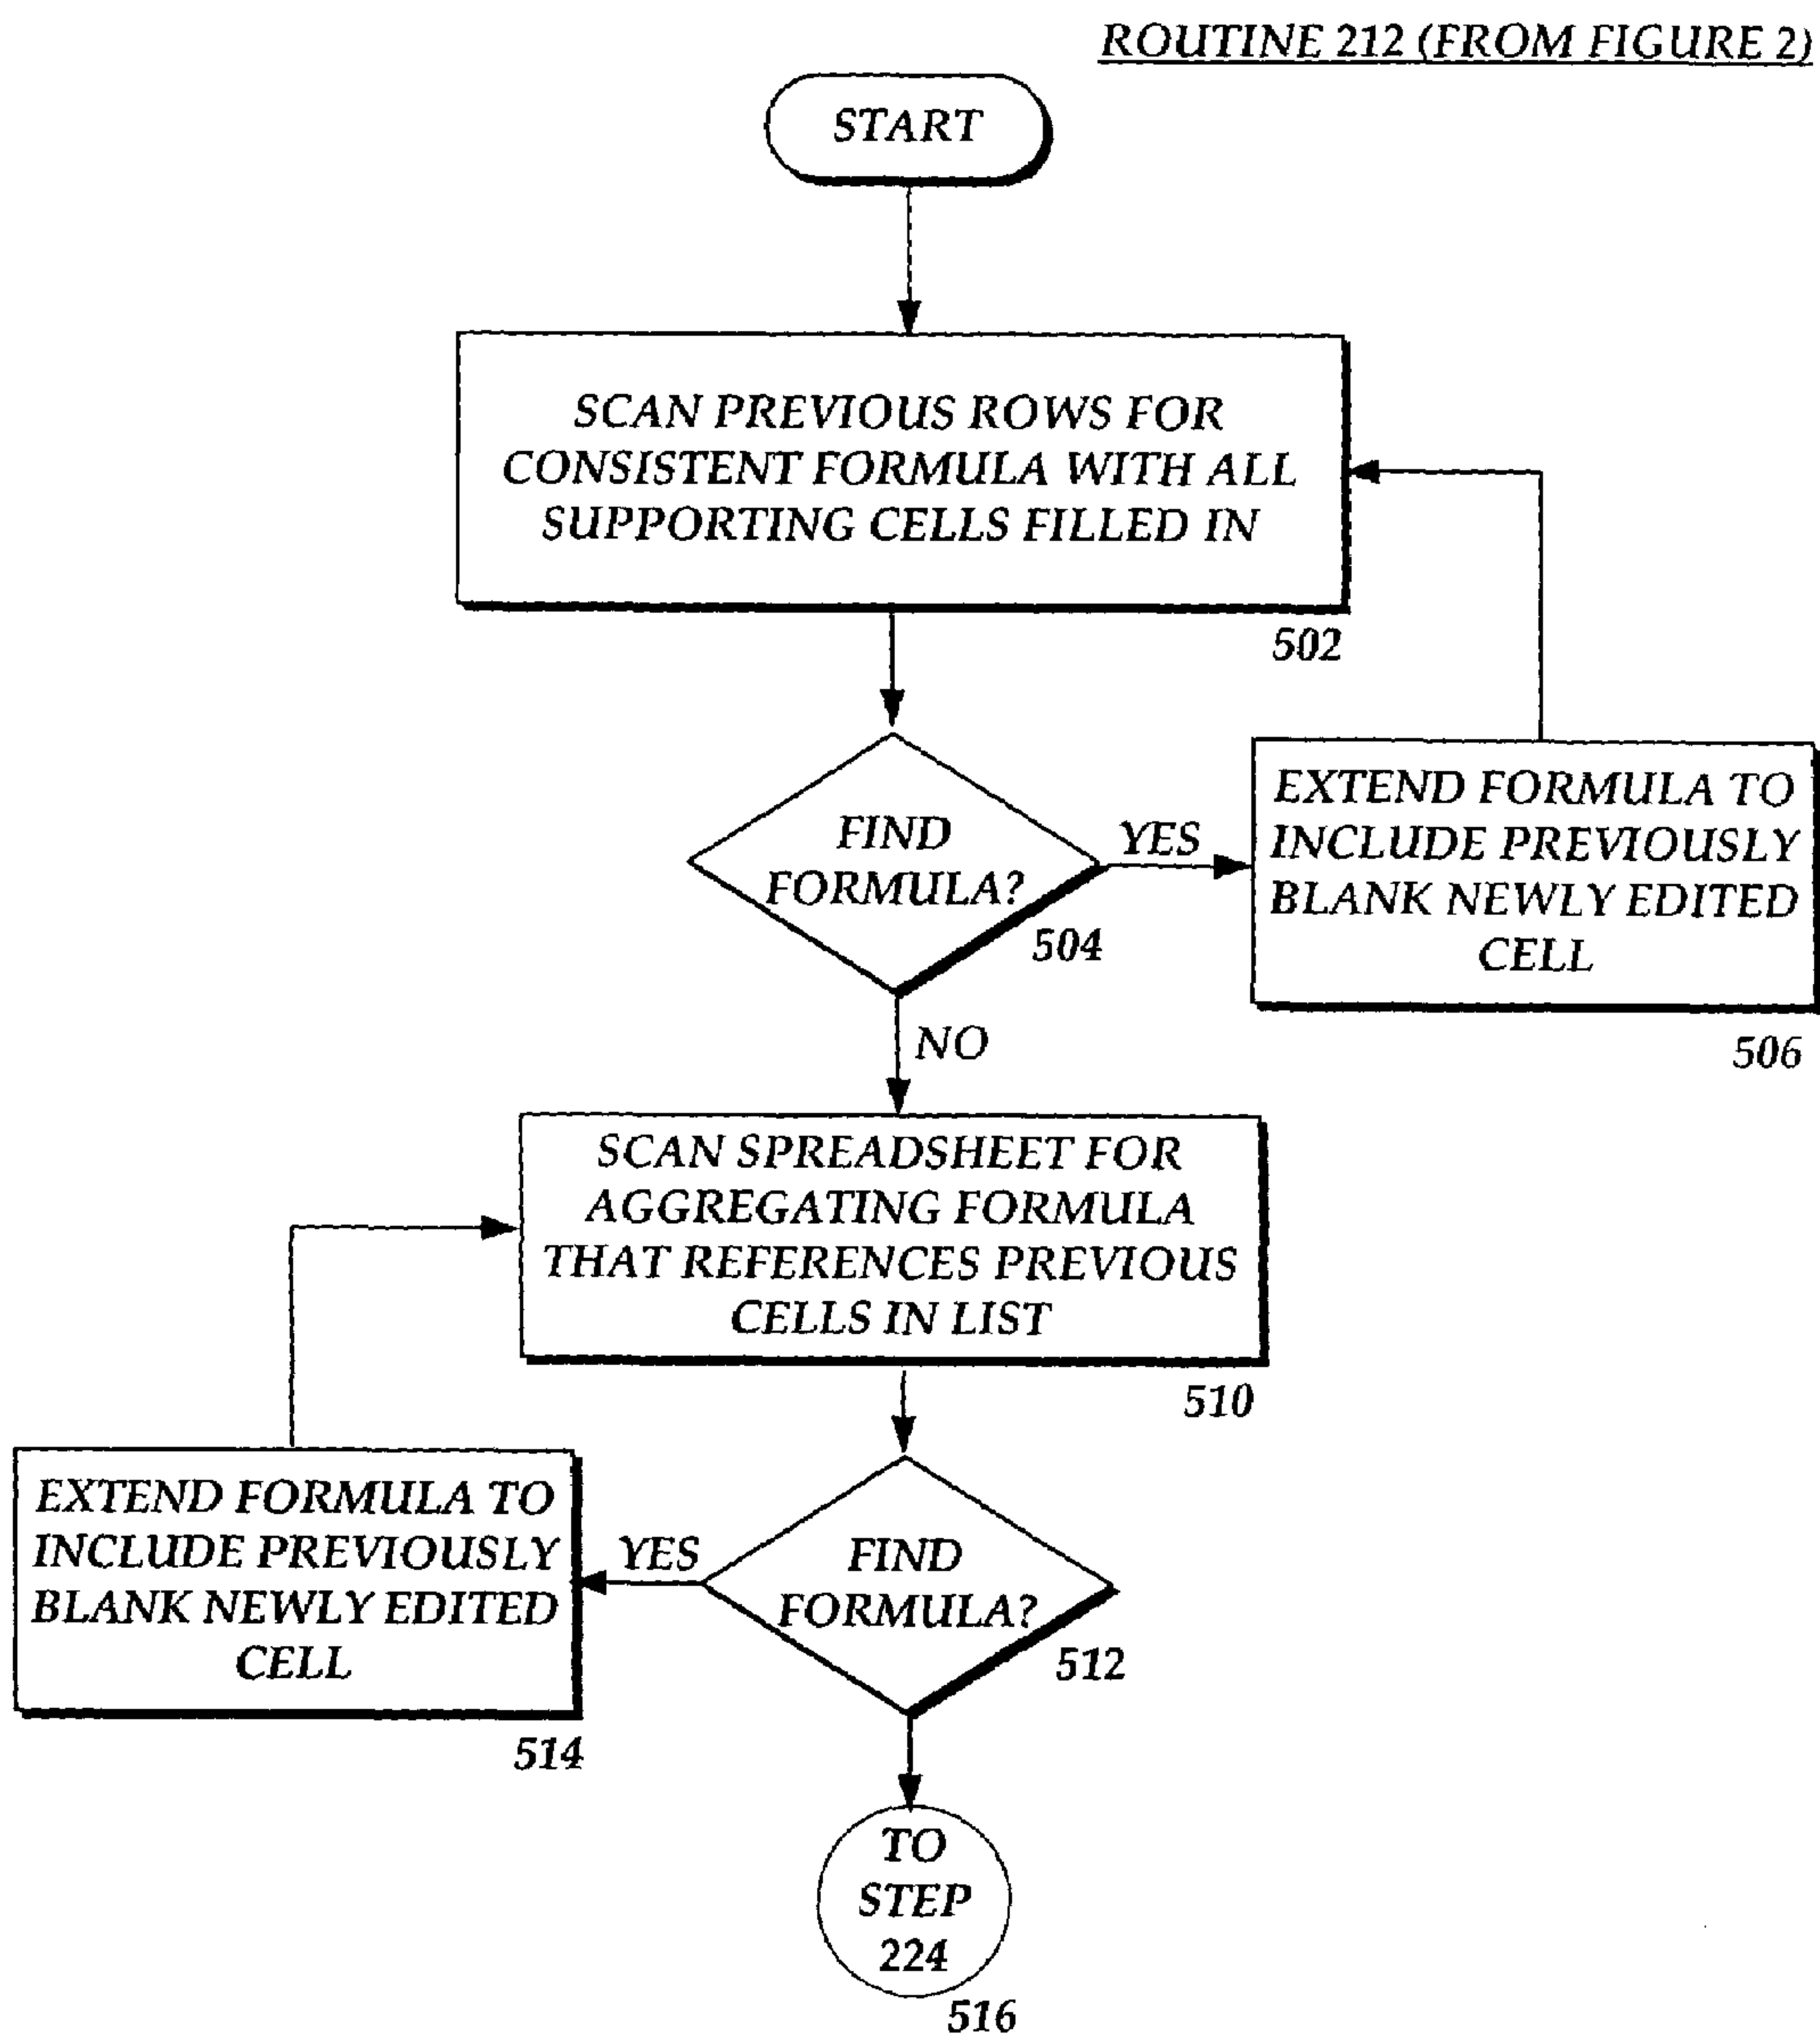 ROUTINE 212 (FROM FIGURE 2)
START
SCAN PREVIOUS ROWS FOR
CONSISTENT FORMULA WITH ALL
SUPPORTING CELLS FILLED IN
502
FIND
FORMULA?
504
YES
EXTEND FORMULA TO
INCLUDE PREVIOUSLY
BLANK NEWLY EDITED
CELL
506
NO
SCAN SPREADSHEET FOR
AGGREGATING FORMULA
THAT REFERENCES PREVIOUS
CELLS IN LIST
510
FIND
FORMULA?
512
YES
EXTEND FORMULA TO
INCLUDE PREVIOUSLY
BLANK NEWLY EDITED
CELL
514
TO
STEP
224
516